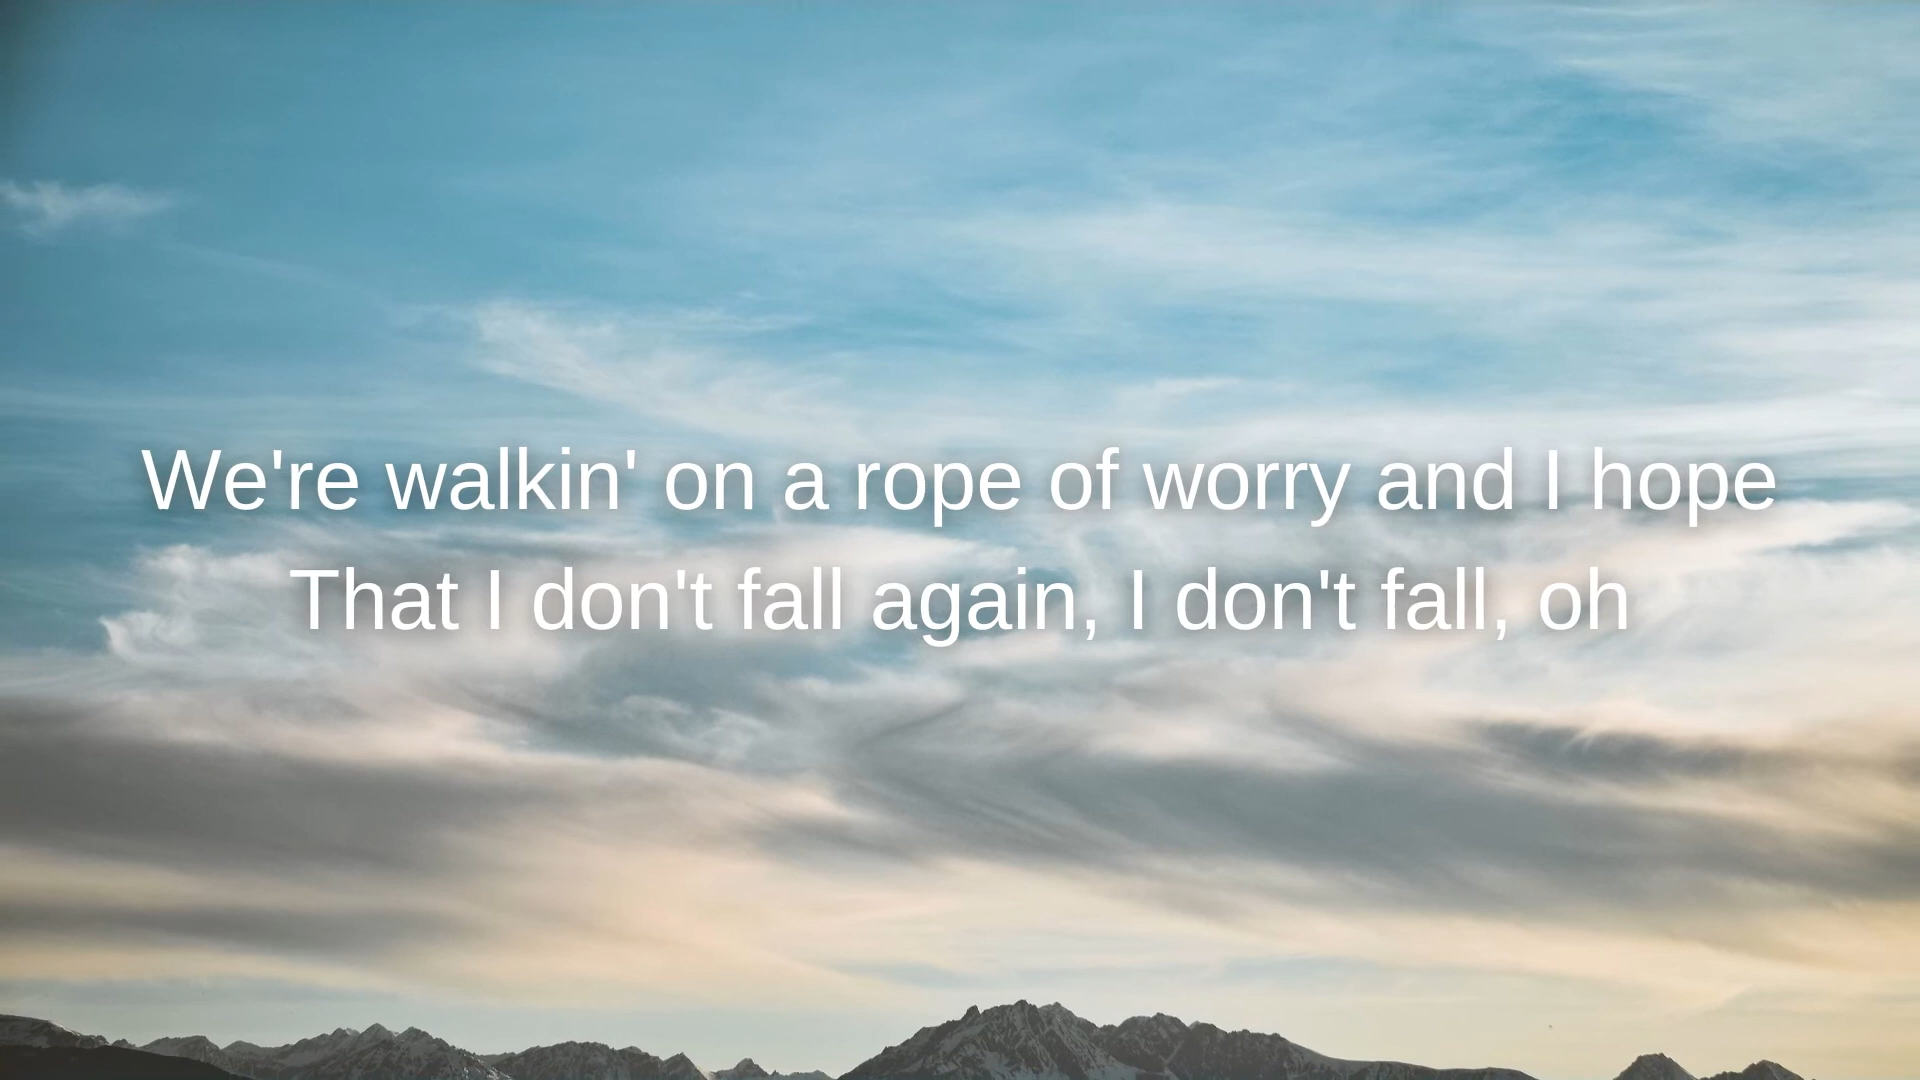 We're walkin' on a rope of worry and I hope
That I don't fall again, I don't fall, oh